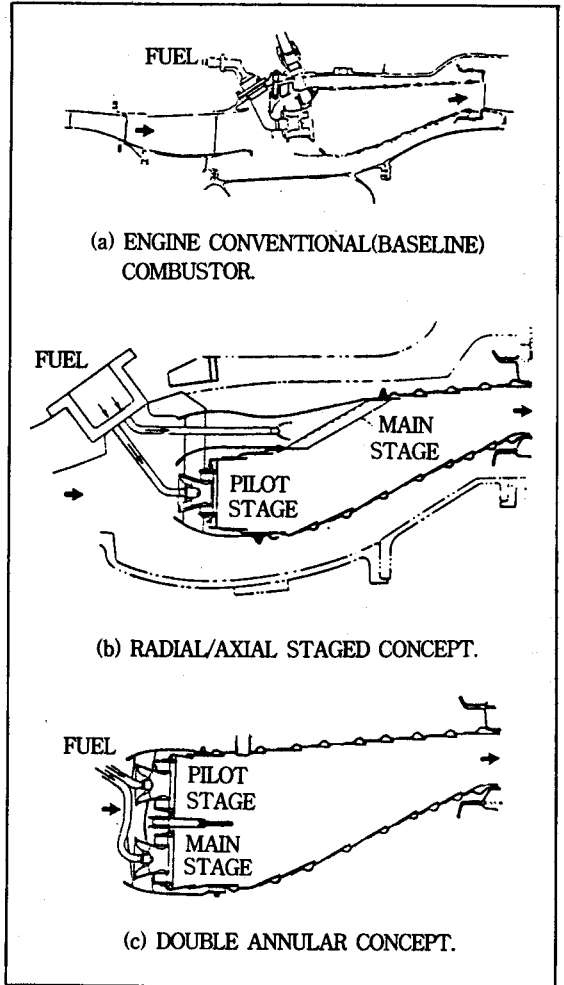 FUEL
(a) ENGINE CONVENTIONAL(BASELINE)
COMBUSTOR.
FUEL
MAIN
STAGE
PILOT
STAGE
(b) RADIAL/AXIAL STAGED CONCEPT.
FUEL
PILOT
STAGE
MAIN
STAGE
(c) DOUBLE ANNULAR CONCEPT.